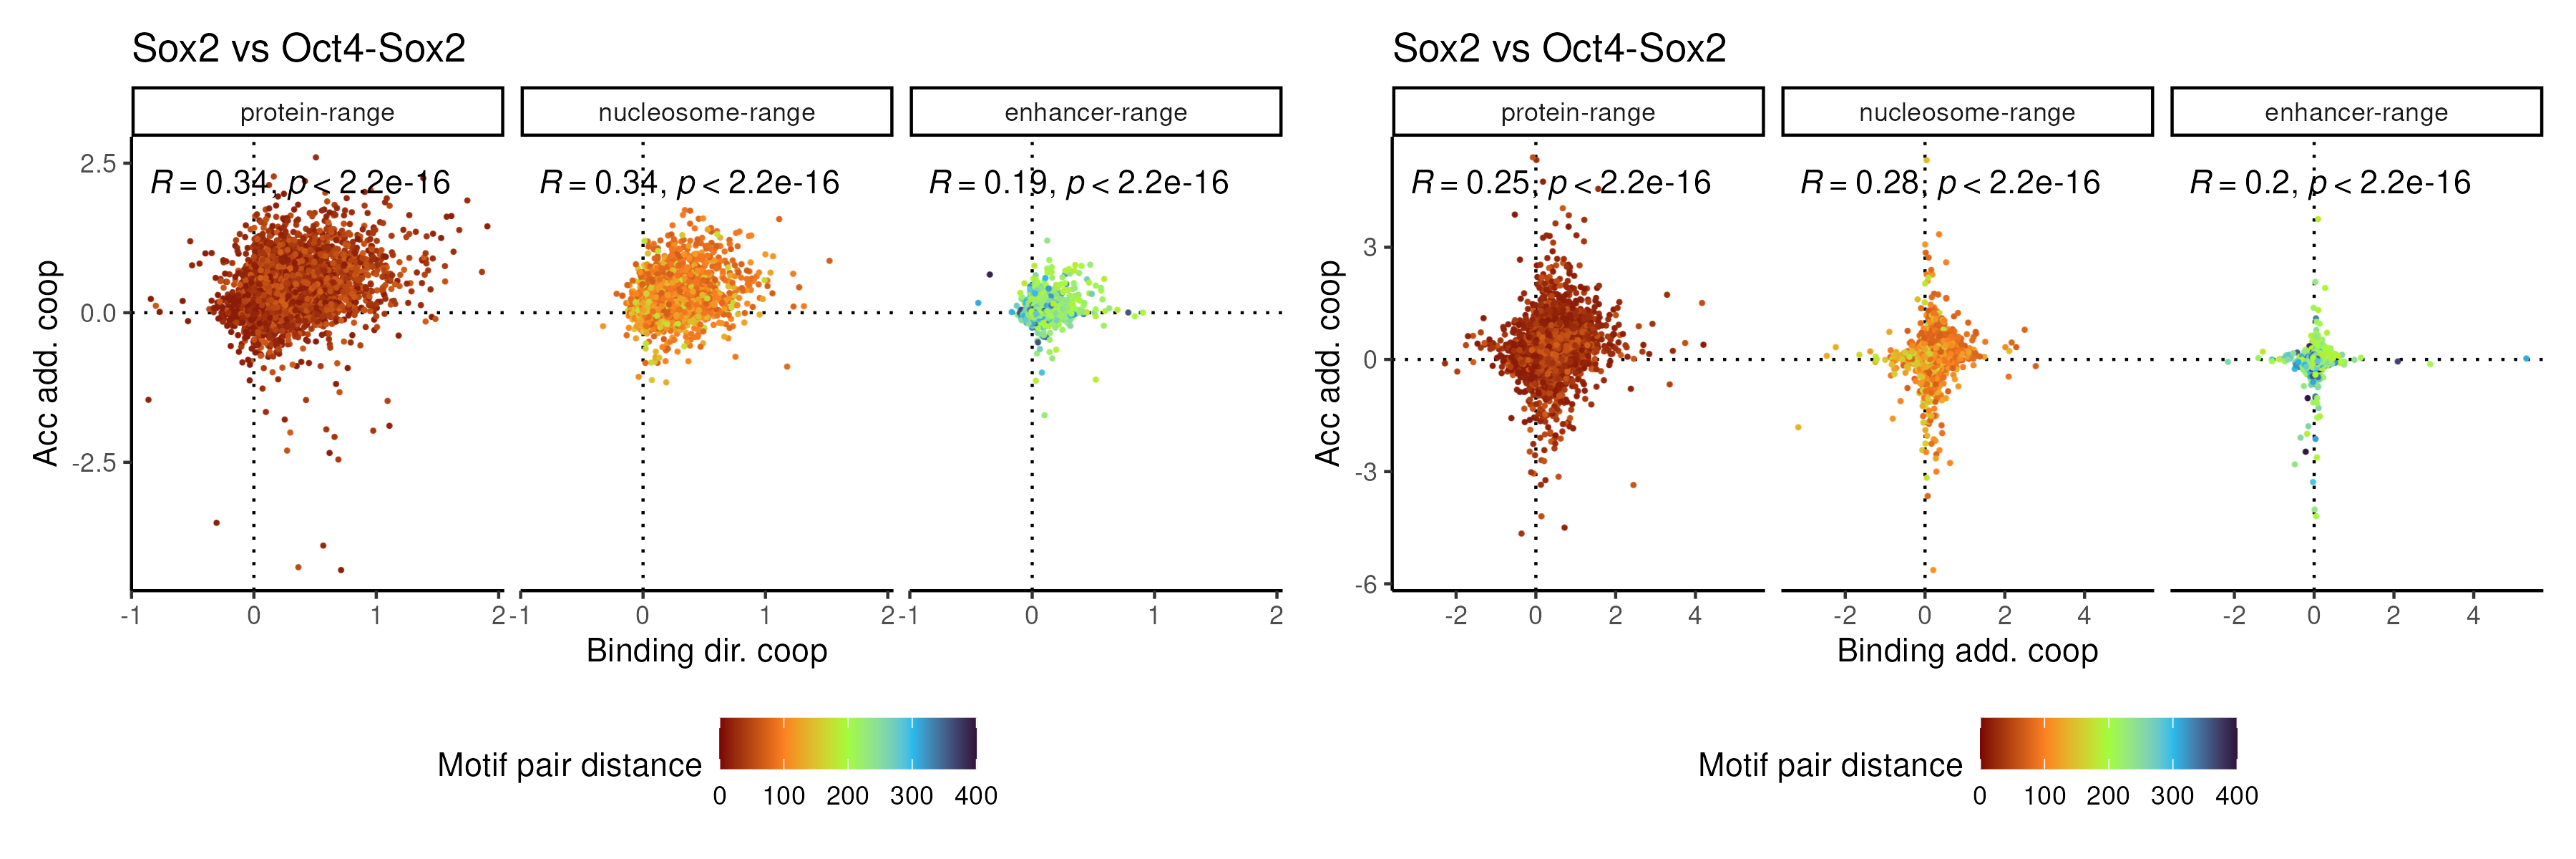 Sox2 vs Oct4-Sox2
protein-range
nucleosome-range
enhancer-range
R = 0.34, p < 2.2e-16
R = 0.34, p < 2.2e-16
R = 0.19, p < 2.2e-16
Acc add. coop
2.5
0.0
-2.5
-1 0 1 2
-1 0 1 2
-1 0 1 2
Binding dir. coop
Motif pair distance
0 100 200 300 400
Sox2 vs Oct4-Sox2
protein-range
nucleosome-range
enhancer-range
R = 0.25, p < 2.2e-16
R = 0.28, p < 2.2e-16
R = 0.2, p < 2.2e-16
Acc add. coop
3
0
-3
-6
-2 0 2 4
-2 0 2 4
-2 0 2 4
Binding add. coop
Motif pair distance
0 100 200 300 400